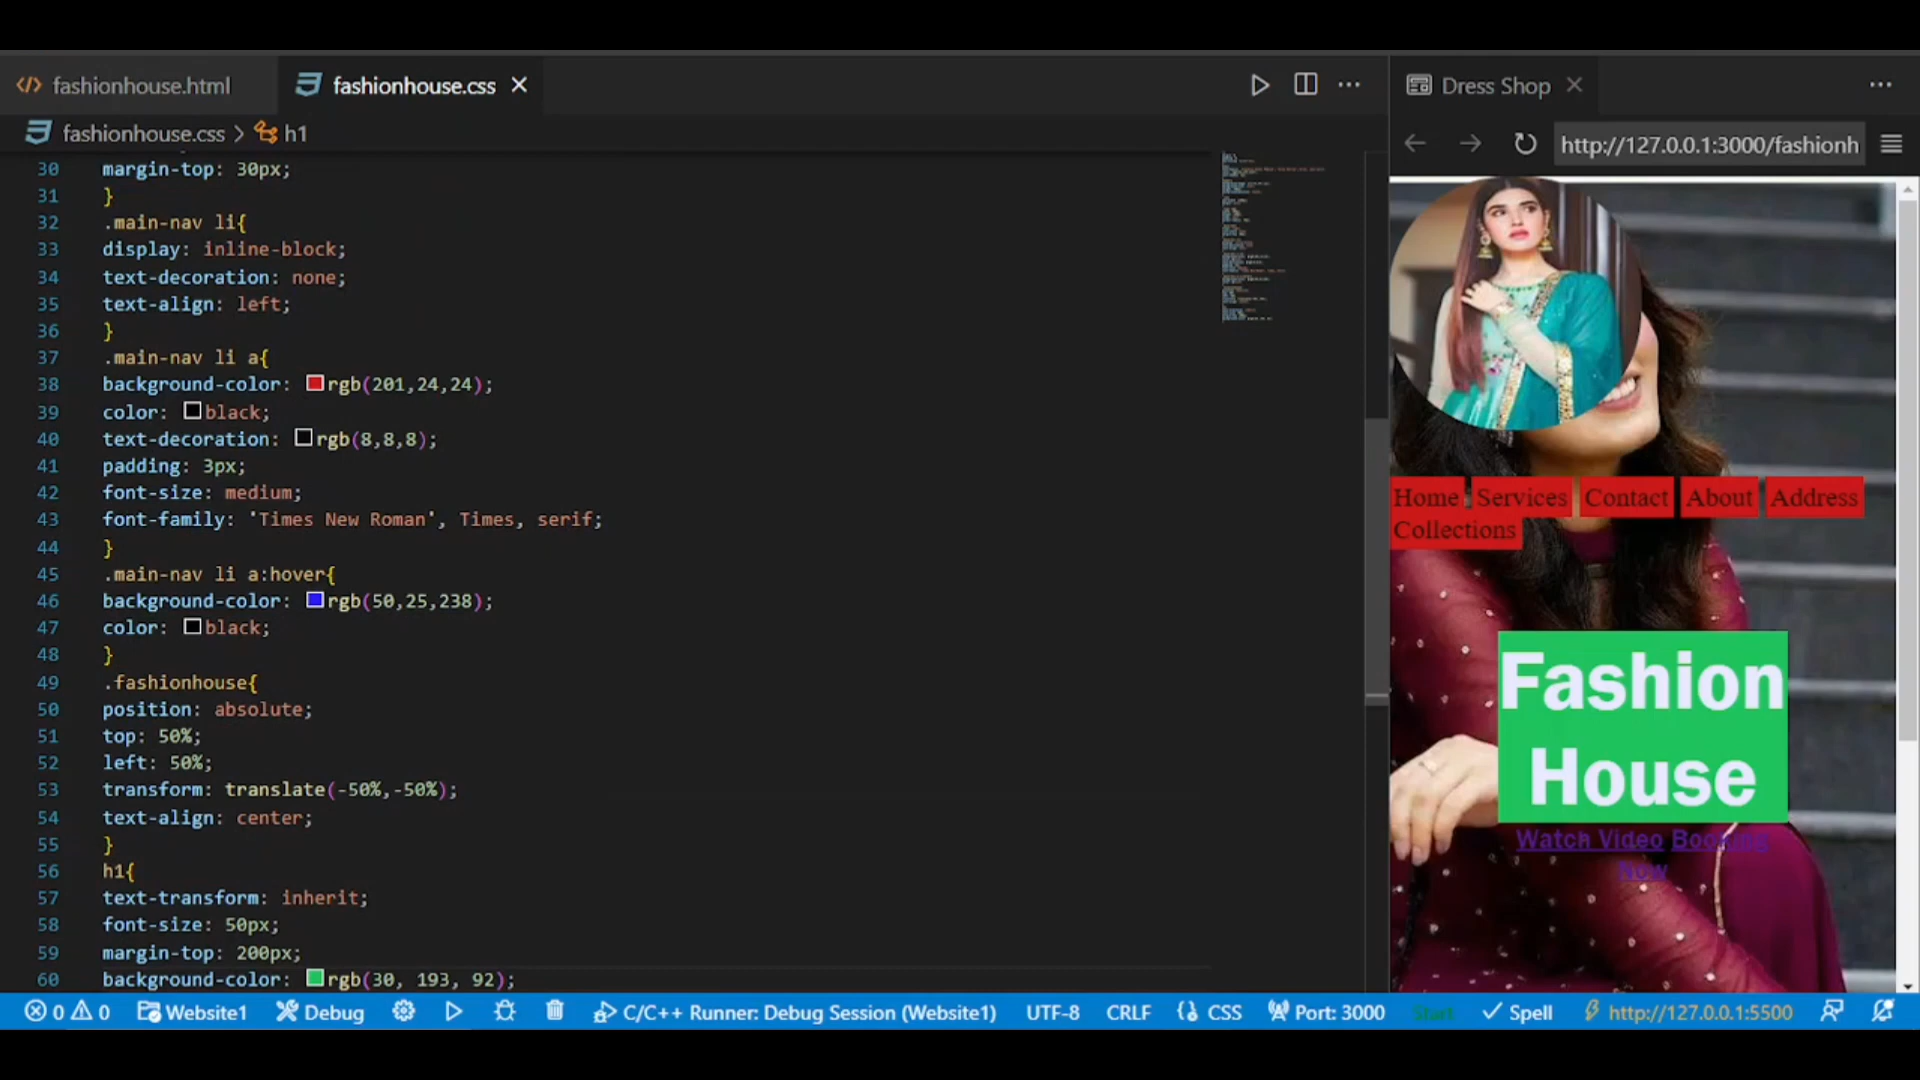 fashionhouse.html
fashionhouse.css
Dress Shop
fashionhouse.css > h1
http://127.0.0.1:3000/fashionh
30 margin-top: 30px;
31 }
32 .main-nav li{
33 display: inline-block;
34 text-decoration: none;
35 text-align: left;
36 }
37 .main-nav li a{
38 background-color: rgb(201,24,24);
39 color: black;
40 text-decoration: rgb(8,8,8);
41 padding: 3px;
42 font-size: medium;
43 font-family: 'Times New Roman', Times, serif;
44 }
45 .main-nav li a:hover{
46 background-color: rgb(50,25,238);
47 color: black;
48 }
49 .fashionhouse{
50 position: absolute;
51 top: 50%;
52 left: 50%;
53 transform: translate(-50%,-50%);
54 text-align: center;
55 }
56 h1{
57 text-transform: inherit;
58 font-size: 50px;
59 margin-top: 200px;
60 background-color: rgb(30, 193, 92);
Home Services Contact About Address
Collections
Fashion
House
Watch Video Booking
Now
0 0 Website1 Debug C/C++ Runner: Debug Session (Website1) UTF-8 CRLF CSS Port: 3000 Start Spell http://127.0.0.1:5500